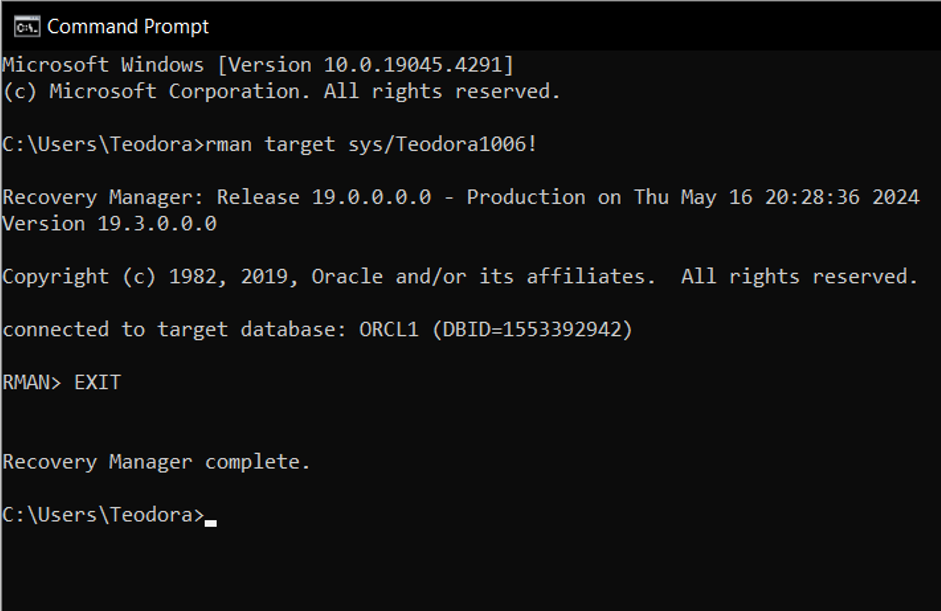 Command Prompt
Microsoft Windows [Version 10.0.19045.4291]
(c) Microsoft Corporation. All rights reserved.
C:\Users\Teodora>rman target sys/Teodora1006!
Recovery Manager: Release 19.0.0.0.0 - Production on Thu May 16 20:28:36 2024
Version 19.3.0.0.0
Copyright (c) 1982, 2019, Oracle and/or its affiliates.  All rights reserved.
connected to target database: ORCL1 (DBID=1553392942)
RMAN> EXIT
Recovery Manager complete.
C:\Users\Teodora>